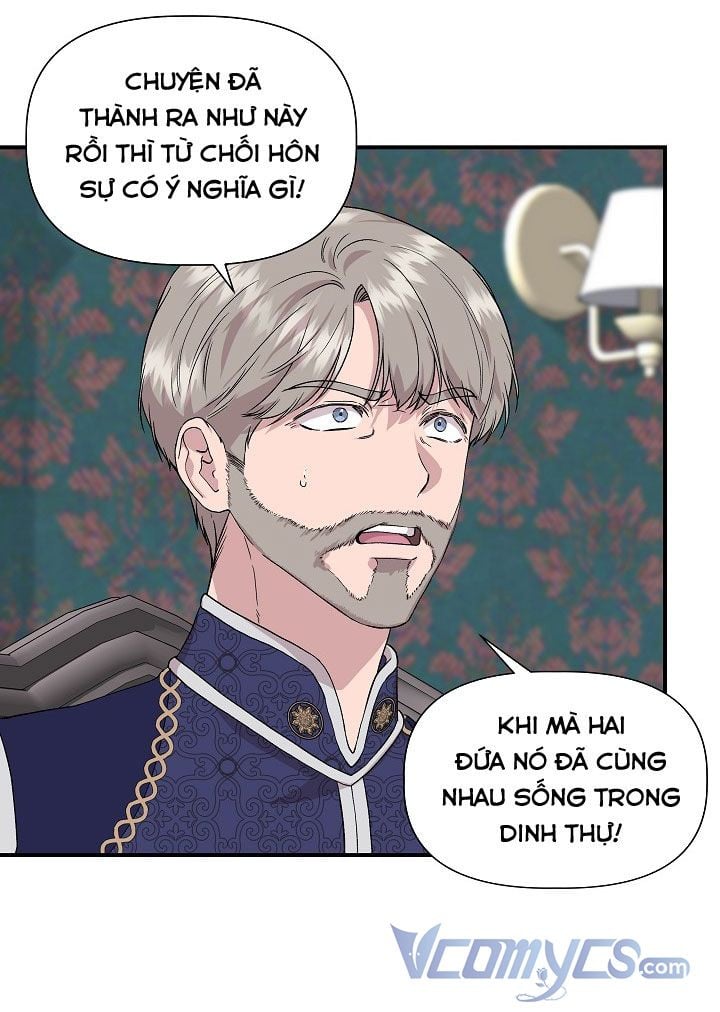 CHUYỆN ĐÃ
THÀNH RA NHƯ NÀY
RỒI THÌ TỪ CHỐI HÔN
SỰ CÓ Ý NGHĨA GÌ!
KHI MÀ HAI
ĐỨA NÓ ĐÃ CÙNG
NHAU SỐNG TRONG
DINH THỰ!
VCOMYCS.com